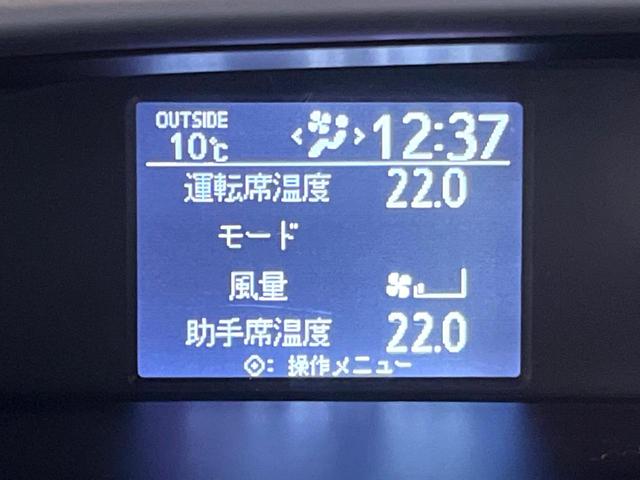 OUTSIDE
10℃ 12:37
運転席温度 22.0
モード
風量
助手席温度 22.0
: 操作メニュー